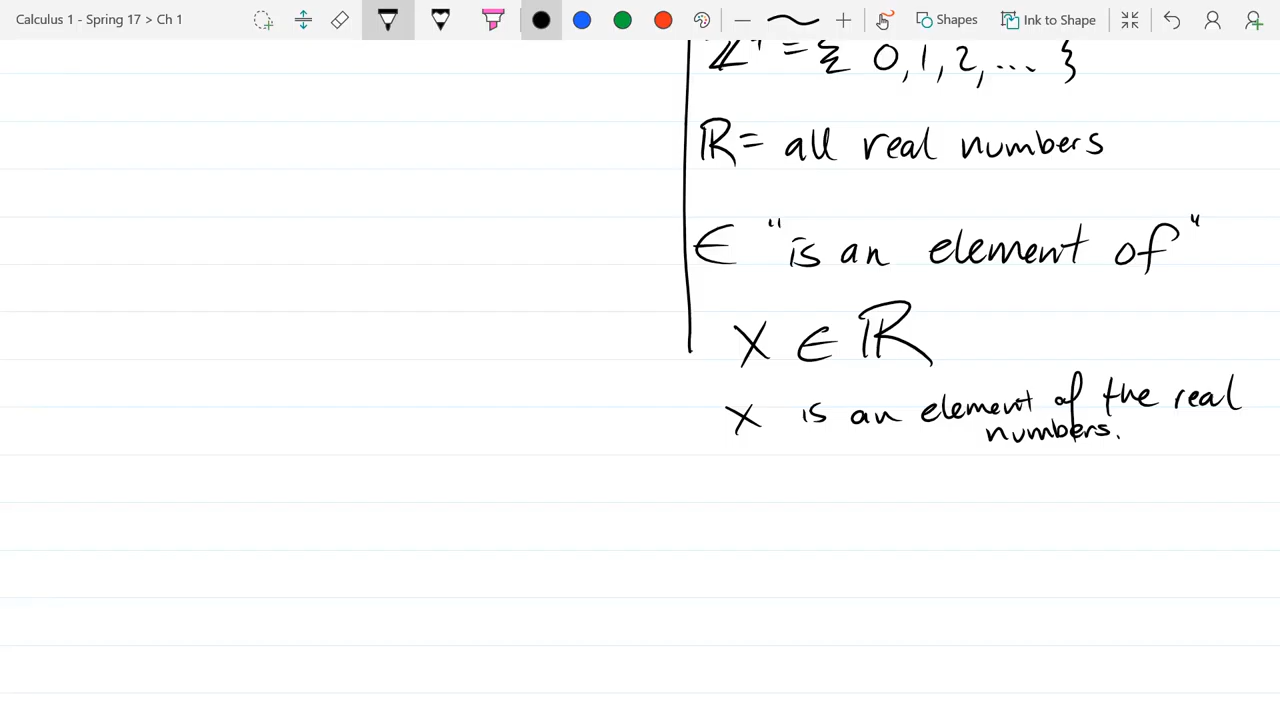 Calculus 1 - Spring 17 > Ch 1
Shapes
Ink to Shape
ℤ⁺ = { 0, 1, 2, ... }
ℝ = all real numbers
∈ "is an element of"
x ∈ ℝ
x is an element of the real
numbers.